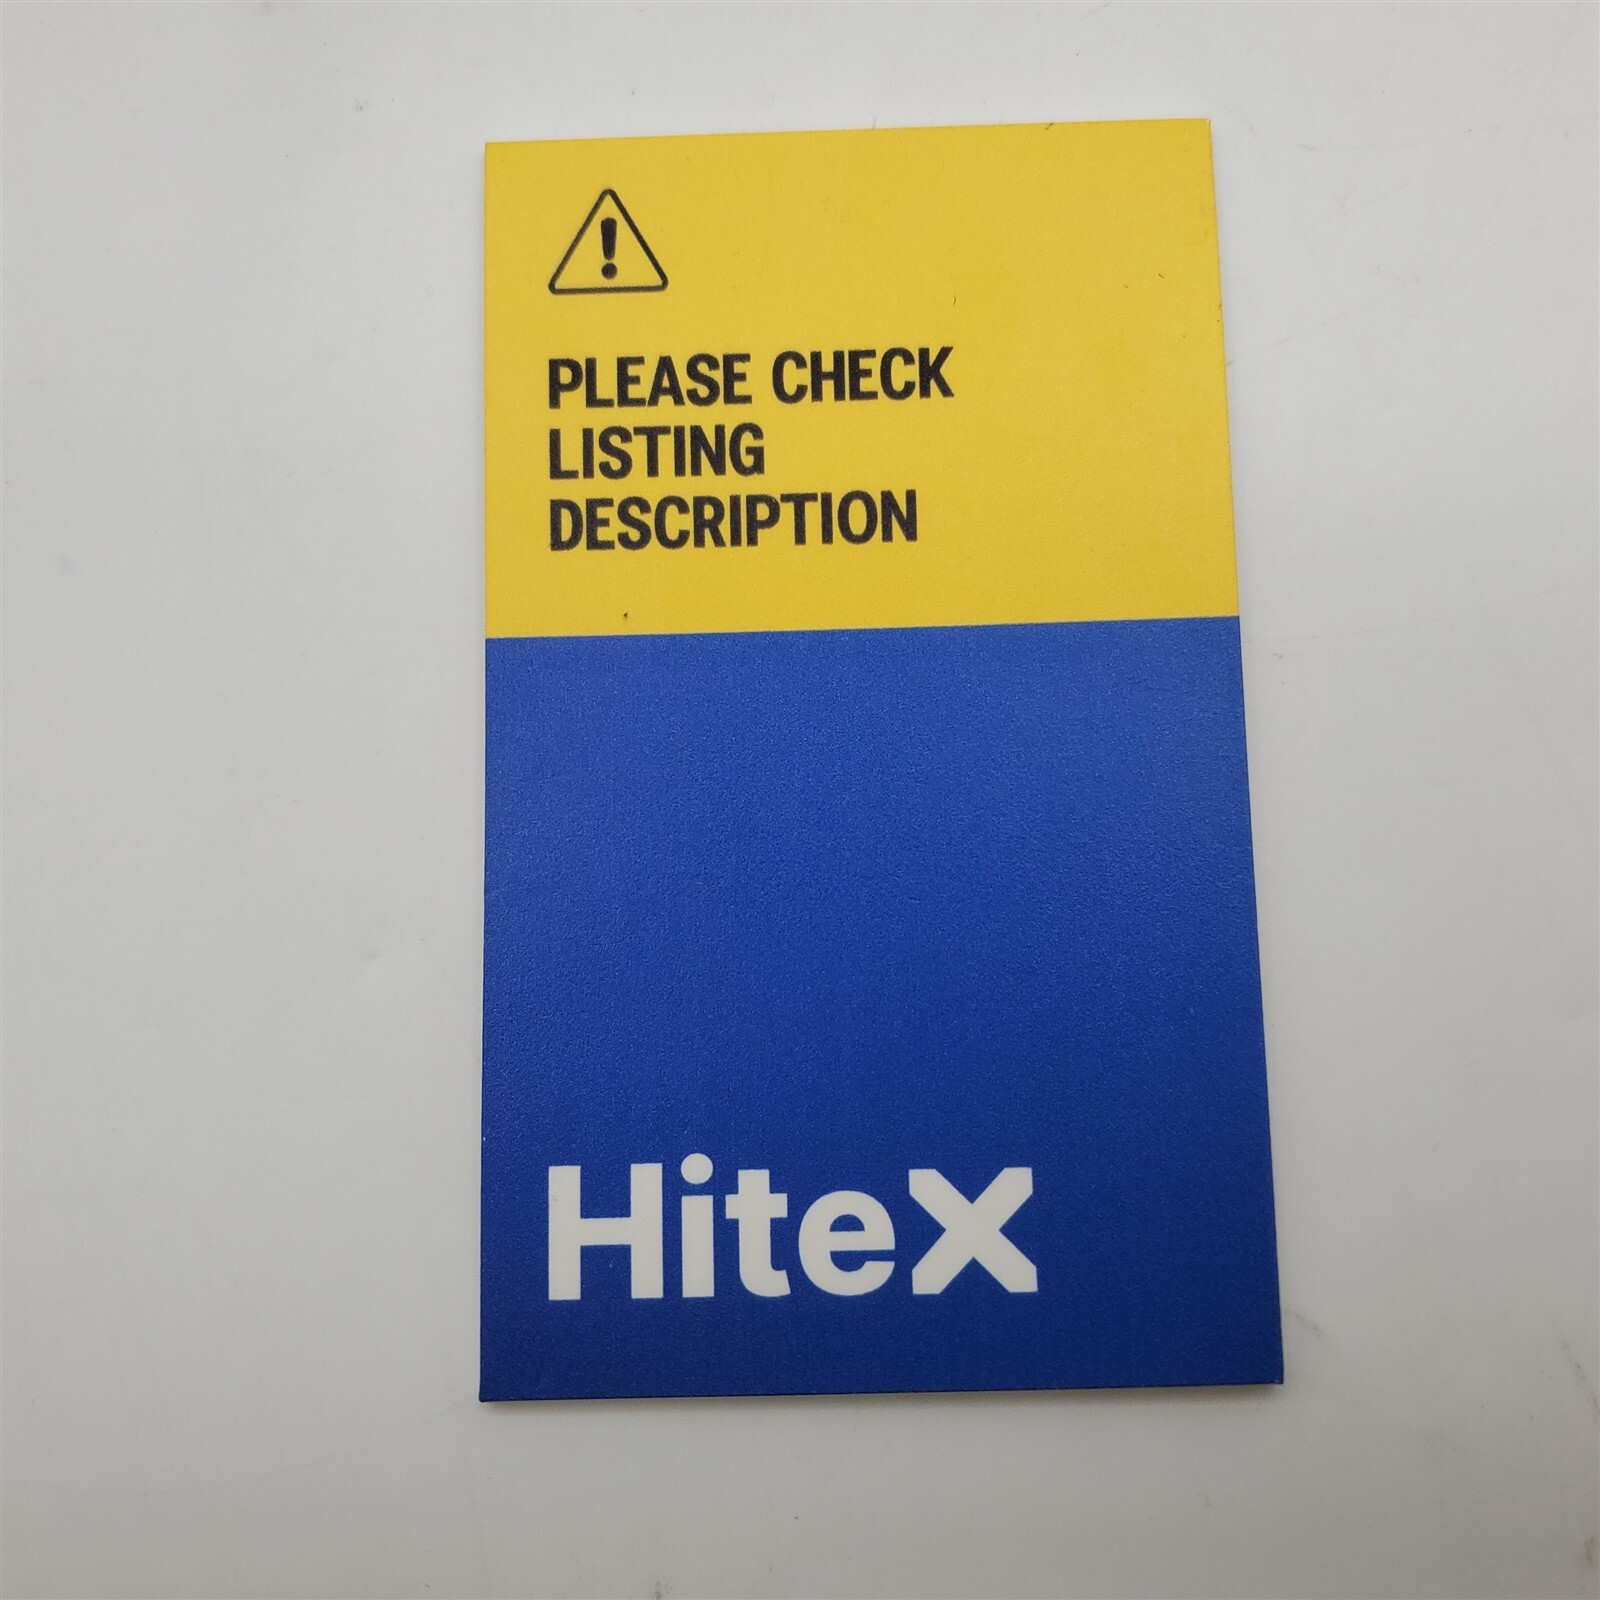 PLEASE CHECK
LISTING
DESCRIPTION
Hitex